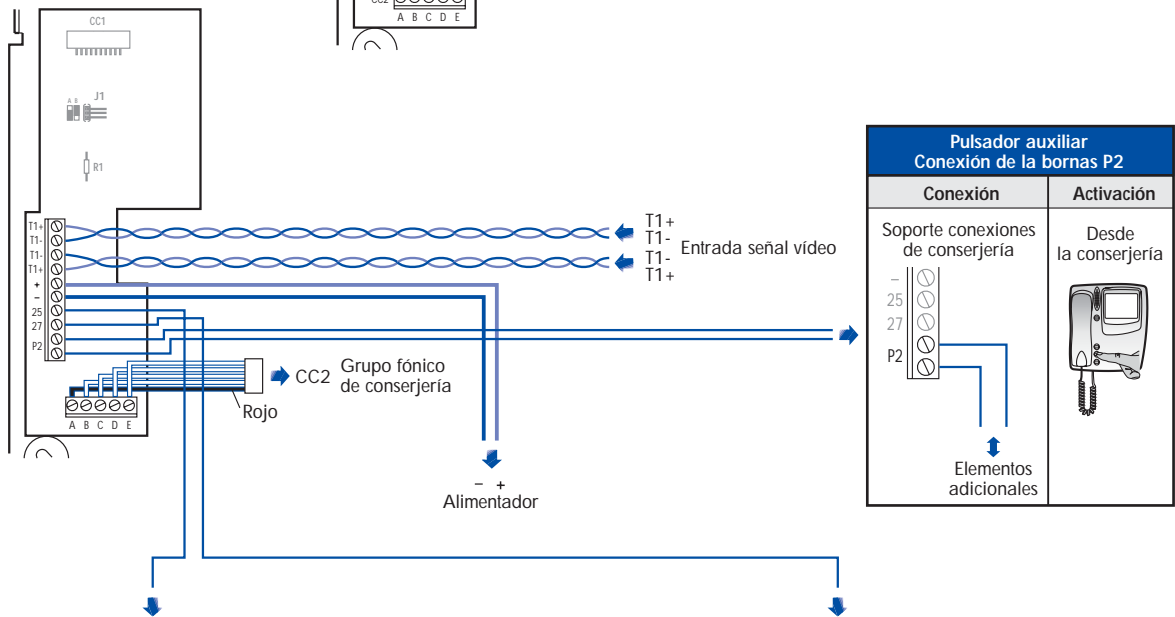 CC2
A B C D E
CC1
A B
J1
R1
T1+
T1-
T1-
T1+
+
–
25
27
P2
A B C D E
T1+
T1-
T1-
T1+
Entrada señal vídeo
CC2
Grupo fónico
de conserjería
Rojo
– +
Alimentador
Pulsador auxiliar
Conexión de la bornas P2
Conexión
Activación
Soporte conexiones
de conserjería
–
25
27
P2
Elementos
adicionales
Desde
la conserjería